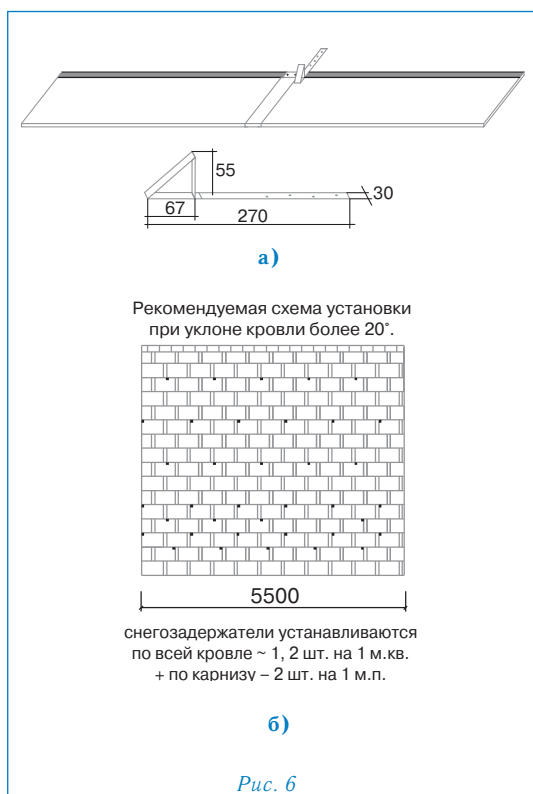 55
67
30
270
а)
Рекомендуемая схема установки
при уклоне кровли более 20°.
5500
снегозадержатели устанавливаются
по всей кровле ~ 1, 2 шт. на 1 м.кв.
+ по карнизу – 2 шт. на 1 м.п.
б)
Рис. 6